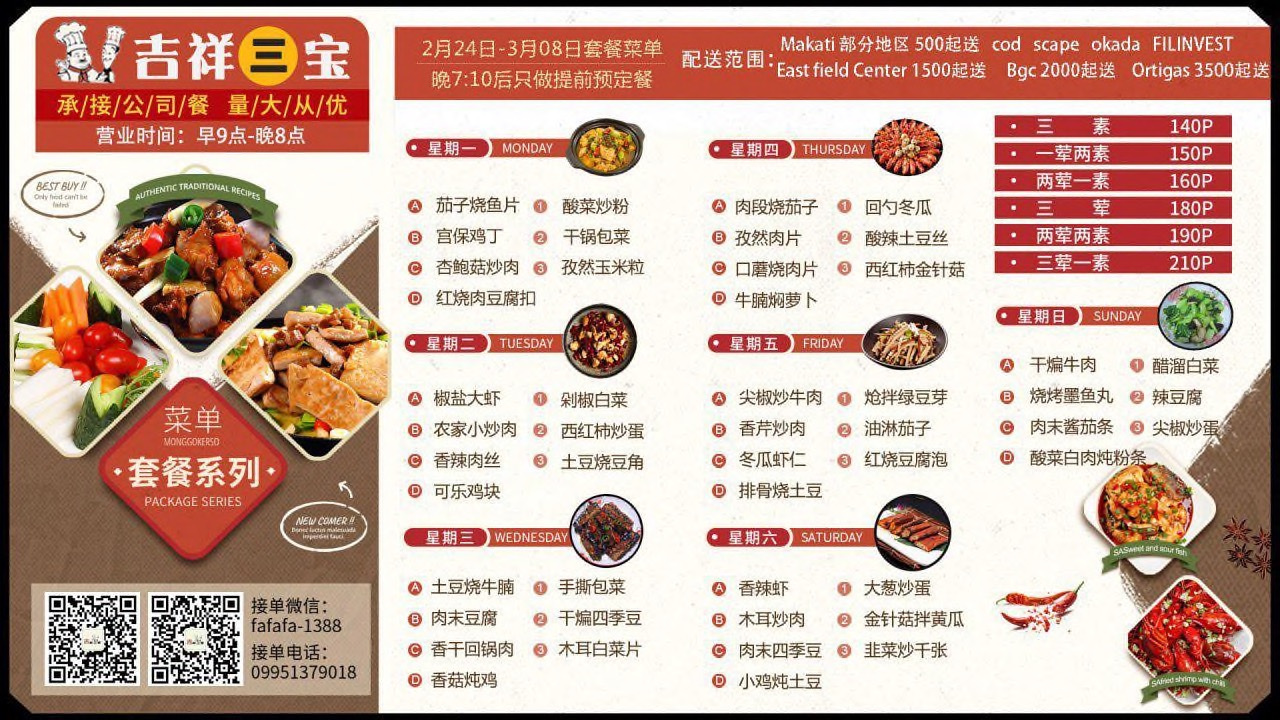 吉祥三宝
承/接/公/司/餐 量/大/从/优
营业时间：早9点-晚8点
BEST BUY !!
Only food can't be
failed
AUTHENTIC TRADITIONAL RECIPES
菜单
MONGGOKERSD
套餐系列
PACKAGE SERIES
NEW COMER !!
Donec luctus malesuada
imperdiet fauci.
接单微信：
fafafa-1388
接单电话：
09951379018
2月24日-3月08日套餐菜单
晚7:10后只做提前预定餐
配送范围：
Makati 部分地区 500起送 cod scape okada FILINVEST
East field Center 1500起送 Bgc 2000起送 Ortigas 3500起送
星期一 MONDAY
A 茄子烧鱼片 1 酸菜炒粉
B 宫保鸡丁 2 干锅包菜
C 杏鲍菇炒肉 3 孜然玉米粒
D 红烧肉豆腐扣
星期二 TUESDAY
A 椒盐大虾 1 剁椒白菜
B 农家小炒肉 2 西红柿炒蛋
C 香辣肉丝 3 土豆烧豆角
D 可乐鸡块
星期三 WEDNESDAY
A 土豆烧牛腩 1 手撕包菜
B 肉末豆腐 2 干煸四季豆
C 香干回锅肉 3 木耳白菜片
D 香菇炖鸡
星期四 THURSDAY
A 肉段烧茄子 1 回勺冬瓜
B 孜然肉片 2 酸辣土豆丝
C 口蘑烧肉片 3 西红柿金针菇
D 牛腩焖萝卜
星期五 FRIDAY
A 尖椒炒牛肉 1 炝拌绿豆芽
B 香芹炒肉 2 油淋茄子
C 冬瓜虾仁 3 红烧豆腐泡
D 排骨烧土豆
星期六 SATURDAY
A 香辣虾 1 大葱炒蛋
B 木耳炒肉 2 金针菇拌黄瓜
C 肉末四季豆 3 韭菜炒千张
D 小鸡炖土豆
· 三 素 140P
· 一荤两素 150P
· 两荤一素 160P
· 三 荤 180P
· 两荤两素 190P
· 三荤一素 210P
星期日 SUNDAY
A 干煸牛肉 1 醋溜白菜
B 烧烤墨鱼丸 2 辣豆腐
C 肉末酱茄条 3 尖椒炒蛋
D 酸菜白肉炖粉条
SASweet and sour fish
SAfried shrimp with chili